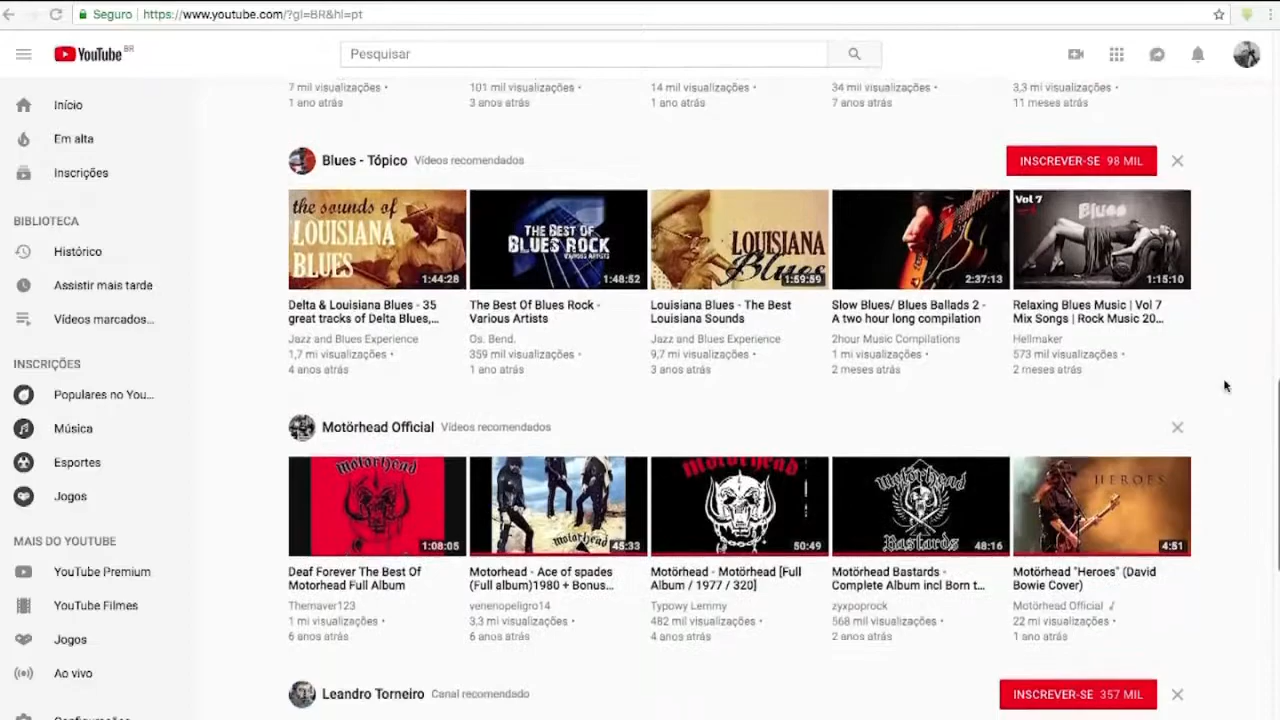 Seguro https://www.youtube.com/?gl=BR&hl=pt
YouTube BR
Pesquisar
Início
Em alta
Inscrições
BIBLIOTECA
Histórico
Assistir mais tarde
Vídeos marcados...
INSCRIÇÕES
Populares no You...
Música
Esportes
Jogos
MAIS DO YOUTUBE
YouTube Premium
YouTube Filmes
Jogos
Ao vivo
7 mil visualizações •
1 ano atrás
101 mil visualizações •
3 anos atrás
14 mil visualizações •
1 ano atrás
34 mil visualizações •
7 anos atrás
3,3 mi visualizações •
11 meses atrás
Blues - Tópico Vídeos recomendados
INSCREVER-SE 98 MIL
the sounds of
LOUISIANA
BLUES
1:44:28
Delta & Louisiana Blues - 35
great tracks of Delta Blues,...
Jazz and Blues Experience
1,7 mi visualizações •
4 anos atrás
THE BEST OF
BLUES ROCK
VARIOUS ARTISTS
1:48:52
The Best Of Blues Rock -
Various Artists
Os. Bend.
359 mil visualizações •
1 ano atrás
LOUISIANA
Blues
1:59:59
Louisiana Blues - The Best
Louisiana Sounds
Jazz and Blues Experience
9,7 mi visualizações •
3 anos atrás
2:37:13
Slow Blues/ Blues Ballads 2 -
A two hour long compilation
2hour Music Compilations
1 mi visualizações •
2 meses atrás
Vol 7
Blues
1:15:10
Relaxing Blues Music | Vol 7
Mix Songs | Rock Music 20...
Hellmaker
573 mil visualizações •
2 meses atrás
Motörhead Official Vídeos recomendados
motörhead
1:08:05
Deaf Forever The Best Of
Motorhead Full Album
Themaver123
1 mi visualizações •
6 anos atrás
motörhead
45:33
Motorhead - Ace of spades
(Full album)1980 + Bonus...
venenopeligro14
3,3 mi visualizações •
6 anos atrás
motörhead
50:49
Motörhead - Motörhead [Full
Album / 1977 / 320]
Typowy Lemmy
482 mil visualizações •
4 anos atrás
motörhead
Bastards
48:16
Motörhead Bastards -
Complete Album incl Born t...
zyxpoprock
568 mil visualizações •
2 anos atrás
HEROES
4:51
Motörhead "Heroes" (David
Bowie Cover)
Motörhead Official
22 mi visualizações •
1 ano atrás
Leandro Torneiro Canal recomendado
INSCREVER-SE 357 MIL